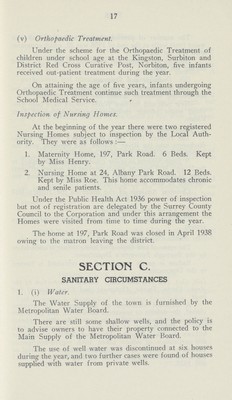 17
(v) Orthopaedic Treatment.
Under the scheme for the Orthopaedic Treatment of
children under school age at the Kingston, Surbiton and
District Red Cross Curative Post, Norbiton, five infants
received out-patient treatment during the year.
On attaining the age of five years, infants undergoing
Orthopaedic Treatment continue such treatment through the
School Medical Service.
Inspection of Nursing Homes.
At the beginning of the year there were two registered
Nursing Homes subject to inspection by the Local Auth-
ority. They were as follows :—
1. Maternity Home, 197, Park Road. 6 Beds. Kept
by Miss Henry.
2. Nursing Home at 24, Albany Park Road. 12 Beds.
Kept by Miss Roe. This home accommodates chronic
and senile patients.
Under the Public Health Act 1936 power of inspection
but not of registration are delegated by the Surrey County
Council to the Corporation and under this arrangement the
Homes were visited from time to time during the year.
The home at 197, Park Road was closed in April 1938
owing to the matron leaving the district.
SECTION C.
SANITARY CIRCUMSTANCES
1. (i) Water.
The Water Supply of the town is furnished by the
Metropolitan Water Board.
There are still some shallow wells, and the policy is
to advise owners to have their property connected to the
Main Supply of the Metropolitan Water Board.
The use of well water was discontinued at six houses
during the year, and two further cases were found of houses
supplied with water from private wells.